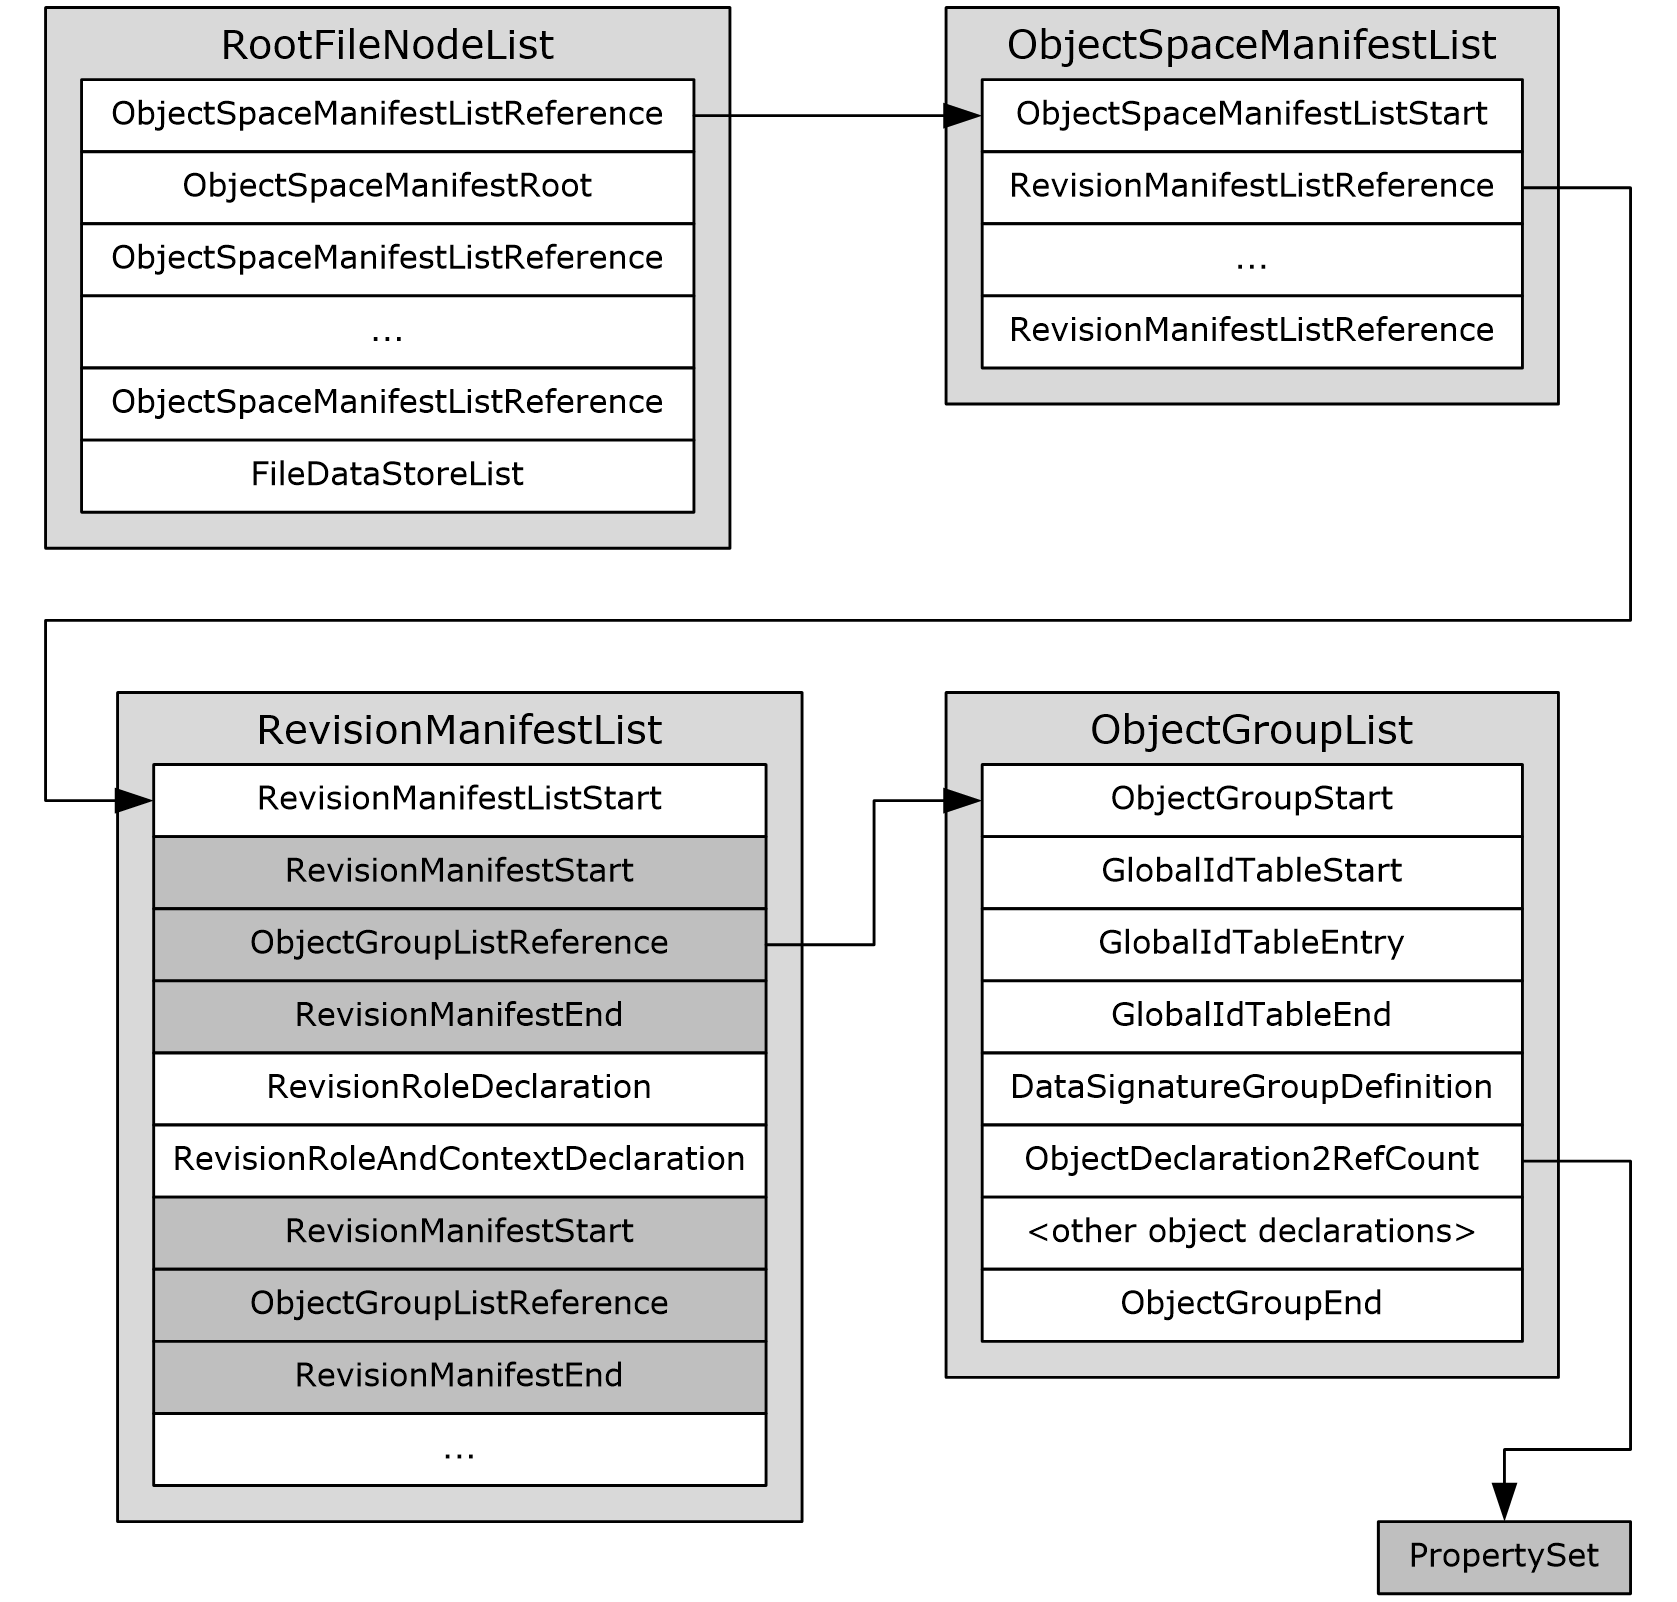 RootFileNodeList
ObjectSpaceManifestListReference
ObjectSpaceManifestRoot
ObjectSpaceManifestListReference
...
ObjectSpaceManifestListReference
FileDataStoreList
ObjectSpaceManifestList
ObjectSpaceManifestListStart
RevisionManifestListReference
...
RevisionManifestListReference
RevisionManifestList
RevisionManifestListStart
RevisionManifestStart
ObjectGroupListReference
RevisionManifestEnd
RevisionRoleDeclaration
RevisionRoleAndContextDeclaration
RevisionManifestStart
ObjectGroupListReference
RevisionManifestEnd
...
ObjectGroupList
ObjectGroupStart
GlobalIdTableStart
GlobalIdTableEntry
GlobalIdTableEnd
DataSignatureGroupDefinition
ObjectDeclaration2RefCount
<other object declarations>
ObjectGroupEnd
PropertySet